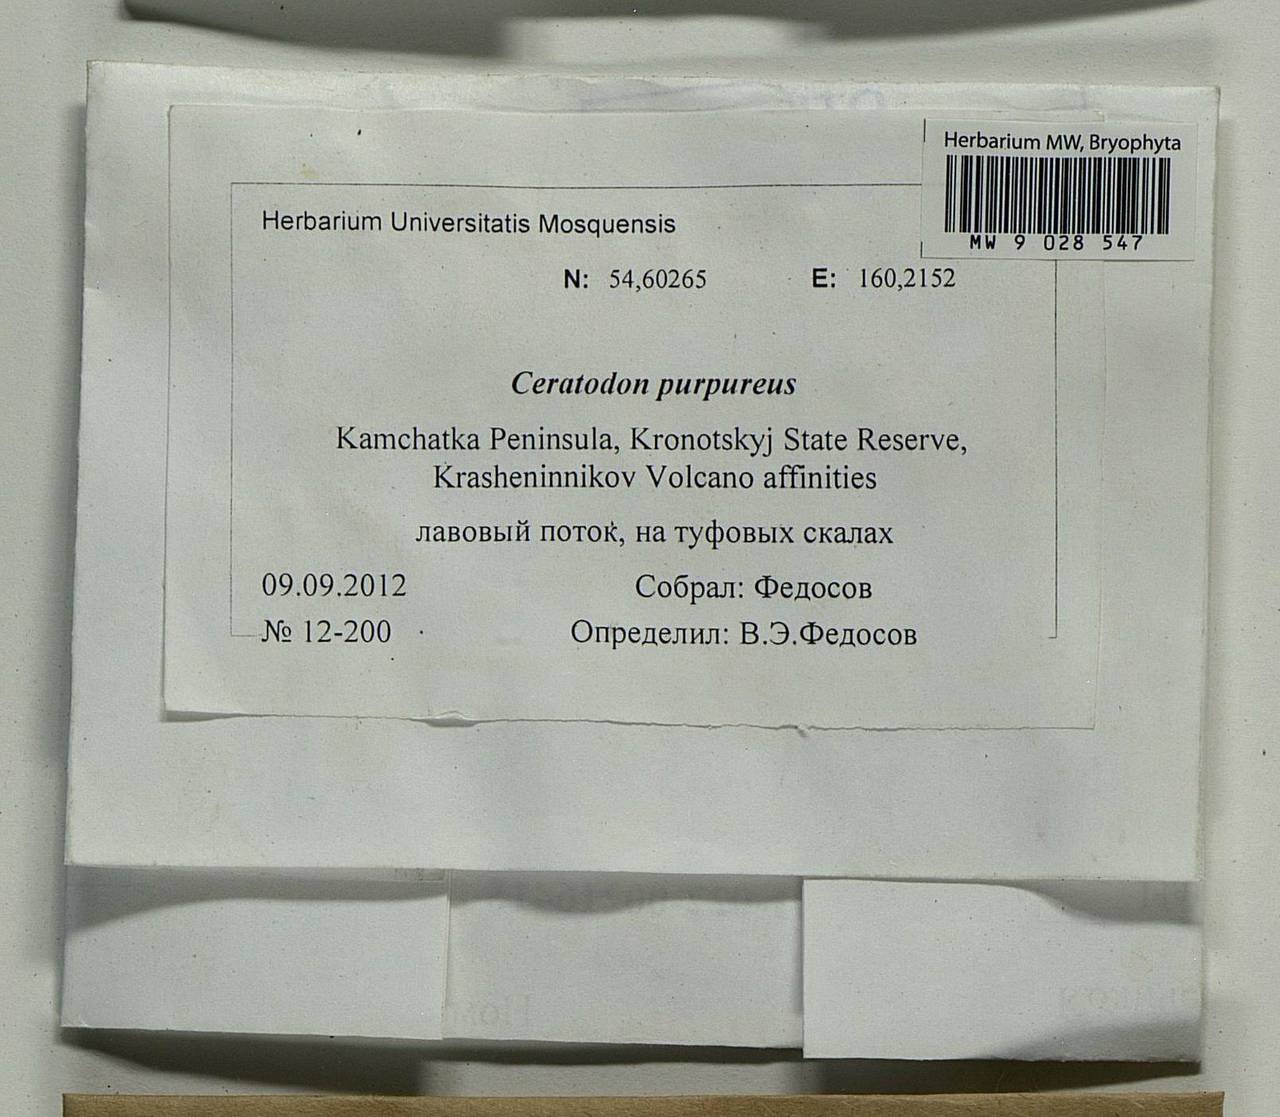 Herbarium MW, Bryophyta
MW 9 028 547
Herbarium Universitatis Mosquensis
N: 54,60265 E: 160,2152
Ceratodon purpureus
Kamchatka Peninsula, Kronotskyj State Reserve,
Krasheninnikov Volcano affinities
лавовый поток, на туфовых скалах
09.09.2012 Собрал: Федосов
№ 12-200 Определил: В.Э.Федосов